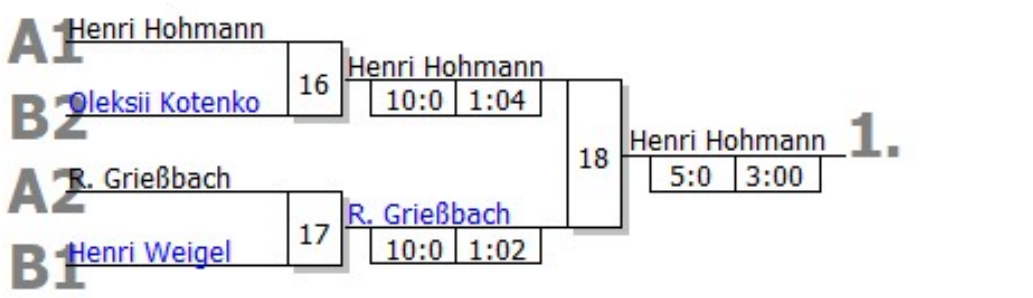 A1 Henri Hohmann
16 Henri Hohmann
10:0 1:04
B2 Oleksii Kotenko
18 Henri Hohmann 1.
5:0 3:00
A2 R. Grießbach
17 R. Grießbach
10:0 1:02
B1 Henri Weigel